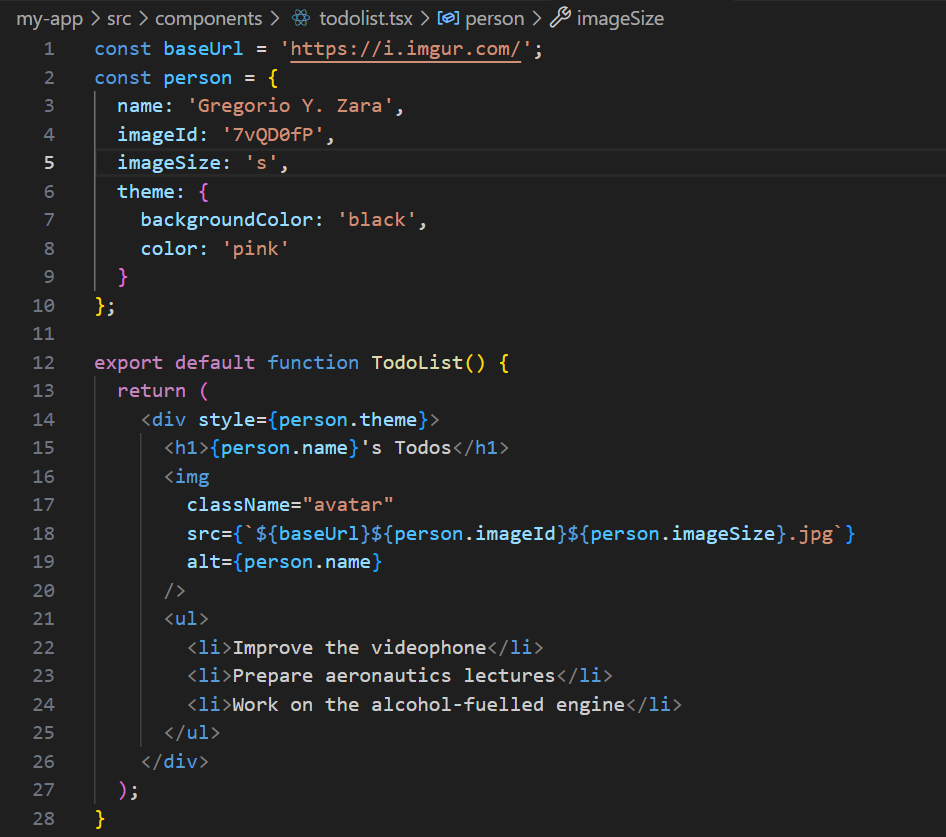 my-app > src > components > todolist.tsx > person > imageSize
1 const baseUrl = 'https://i.imgur.com/';
2 const person = {
3   name: 'Gregorio Y. Zara',
4   imageId: '7vQD0fP',
5   imageSize: 's',
6   theme: {
7     backgroundColor: 'black',
8     color: 'pink'
9   }
10 };
11
12 export default function TodoList() {
13   return (
14     <div style={person.theme}>
15       <h1>{person.name}'s Todos</h1>
16       <img
17         className="avatar"
18         src={`${baseUrl}${person.imageId}${person.imageSize}.jpg`}
19         alt={person.name}
20       />
21       <ul>
22         <li>Improve the videophone</li>
23         <li>Prepare aeronautics lectures</li>
24         <li>Work on the alcohol-fuelled engine</li>
25       </ul>
26     </div>
27   );
28 }